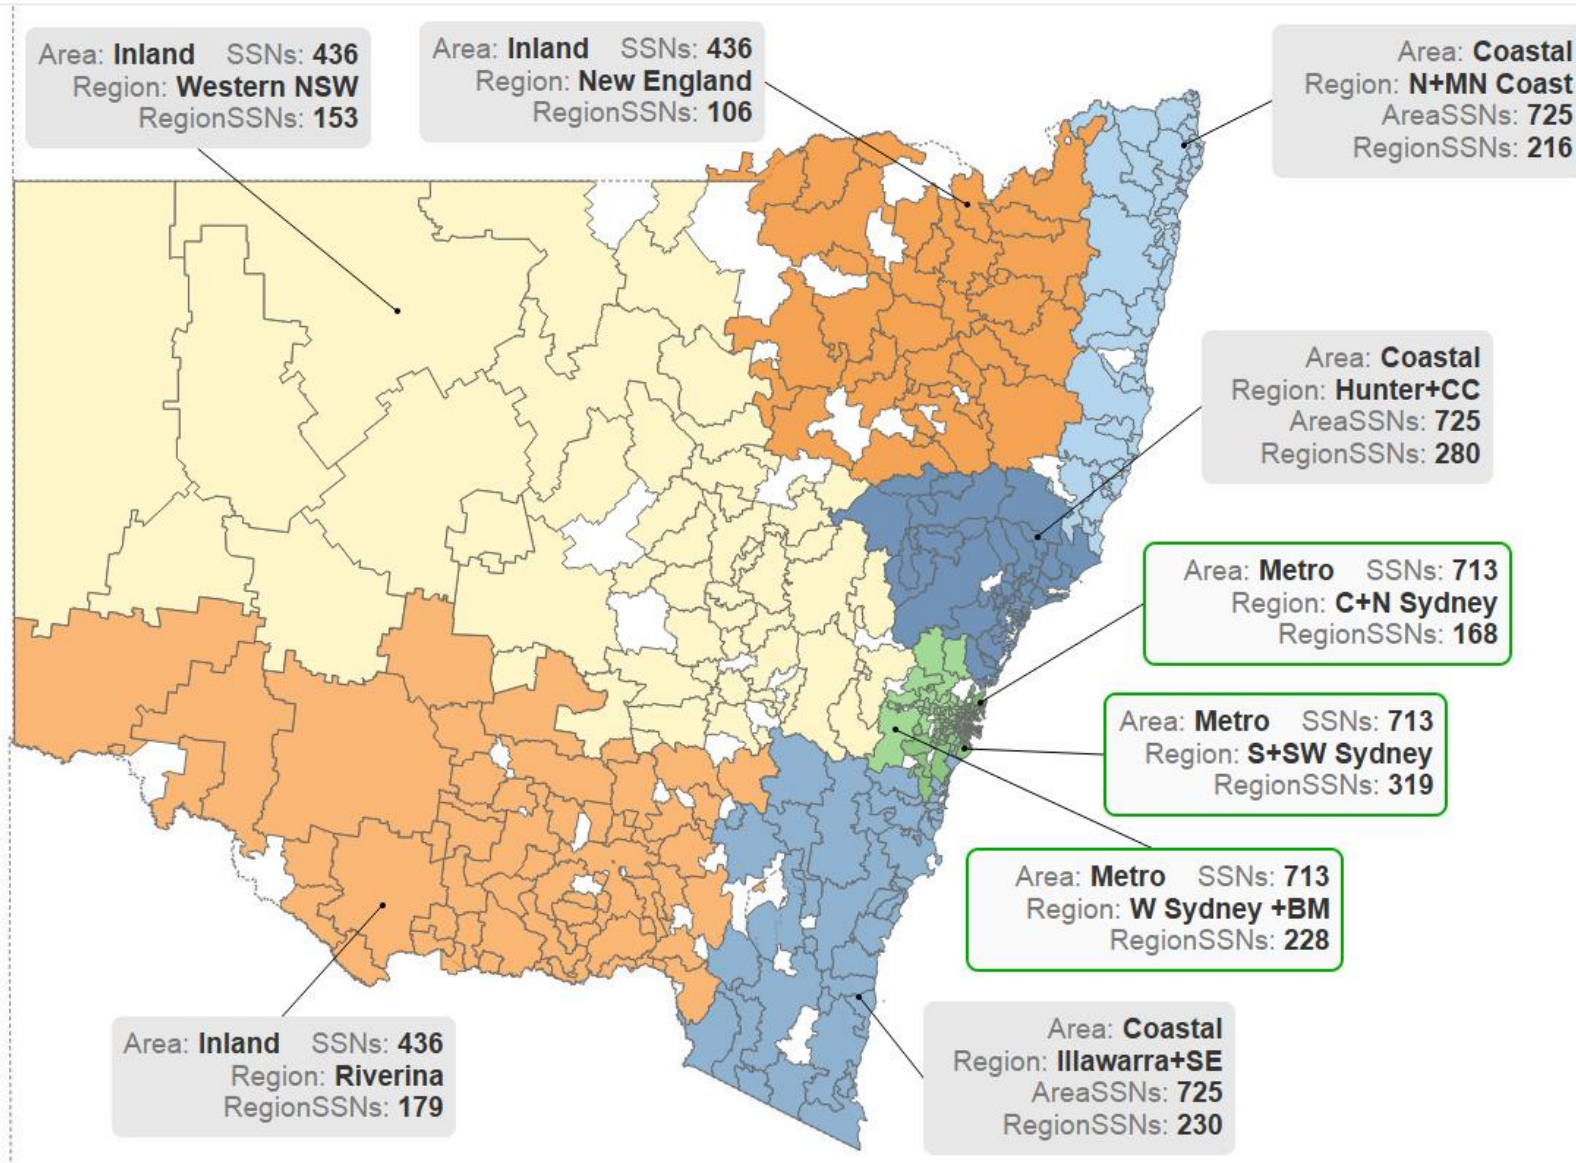 Area: Inland SSNs: 436
Region: Western NSW
RegionSSNs: 153
Area: Inland SSNs: 436
Region: New England
RegionSSNs: 106
Area: Coastal
Region: N+MN Coast
AreaSSNs: 725
RegionSSNs: 216
Area: Coastal
Region: Hunter+CC
AreaSSNs: 725
RegionSSNs: 280
Area: Metro SSNs: 713
Region: C+N Sydney
RegionSSNs: 168
Area: Metro SSNs: 713
Region: S+SW Sydney
RegionSSNs: 319
Area: Metro SSNs: 713
Region: W Sydney +BM
RegionSSNs: 228
Area: Inland SSNs: 436
Region: Riverina
RegionSSNs: 179
Area: Coastal
Region: Illawarra+SE
AreaSSNs: 725
RegionSSNs: 230